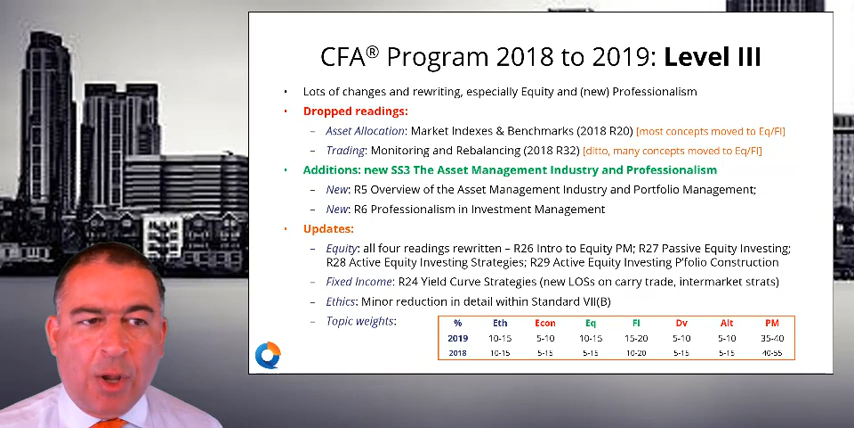 CFA® Program 2018 to 2019: Level III
• Lots of changes and rewriting, especially Equity and (new) Professionalism
• Dropped readings:
– Asset Allocation: Market Indexes & Benchmarks (2018 R20) [most concepts moved to Eq/FI]
– Trading: Monitoring and Rebalancing (2018 R32) [ditto, many concepts moved to Eq/FI]
• Additions: new SS3 The Asset Management Industry and Professionalism
– New: R5 Overview of the Asset Management Industry and Portfolio Management;
– New: R6 Professionalism in Investment Management
• Updates:
– Equity: all four readings rewritten – R26 Intro to Equity PM; R27 Passive Equity Investing;
R28 Active Equity Investing Strategies; R29 Active Equity Investing P'folio Construction
– Fixed Income: R24 Yield Curve Strategies (new LOSs on carry trade, intermarket strats)
– Ethics: Minor reduction in detail within Standard VII(B)
– Topic weights:
% Eth Econ Eq FI Dv Alt PM
2019 10-15 5-10 10-15 15-20 5-10 5-10 35-40
2018 10-15 5-15 5-15 10-20 5-15 5-15 40-55